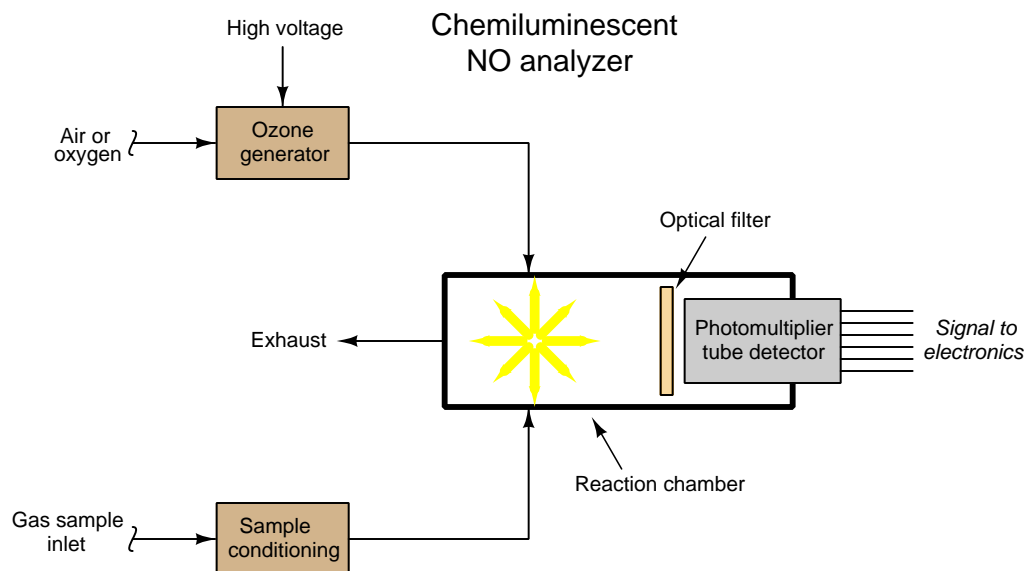 Chemiluminescent
NO analyzer
High voltage
Air or
oxygen
Ozone
generator
Optical filter
Exhaust
Photomultiplier
tube detector
Signal to
electronics
Reaction chamber
Gas sample
inlet
Sample
conditioning